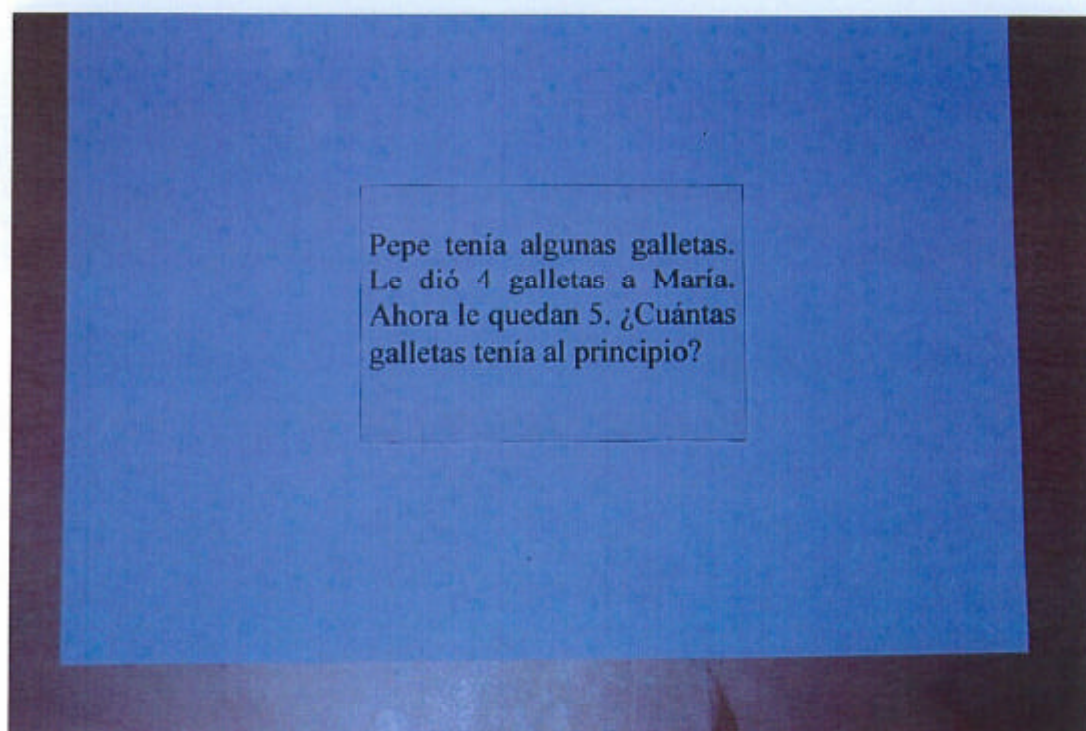 Pepe tenía algunas galletas.
Le dió 4 galletas a María.
Ahora le quedan 5. ¿Cuántas
galletas tenía al principio?